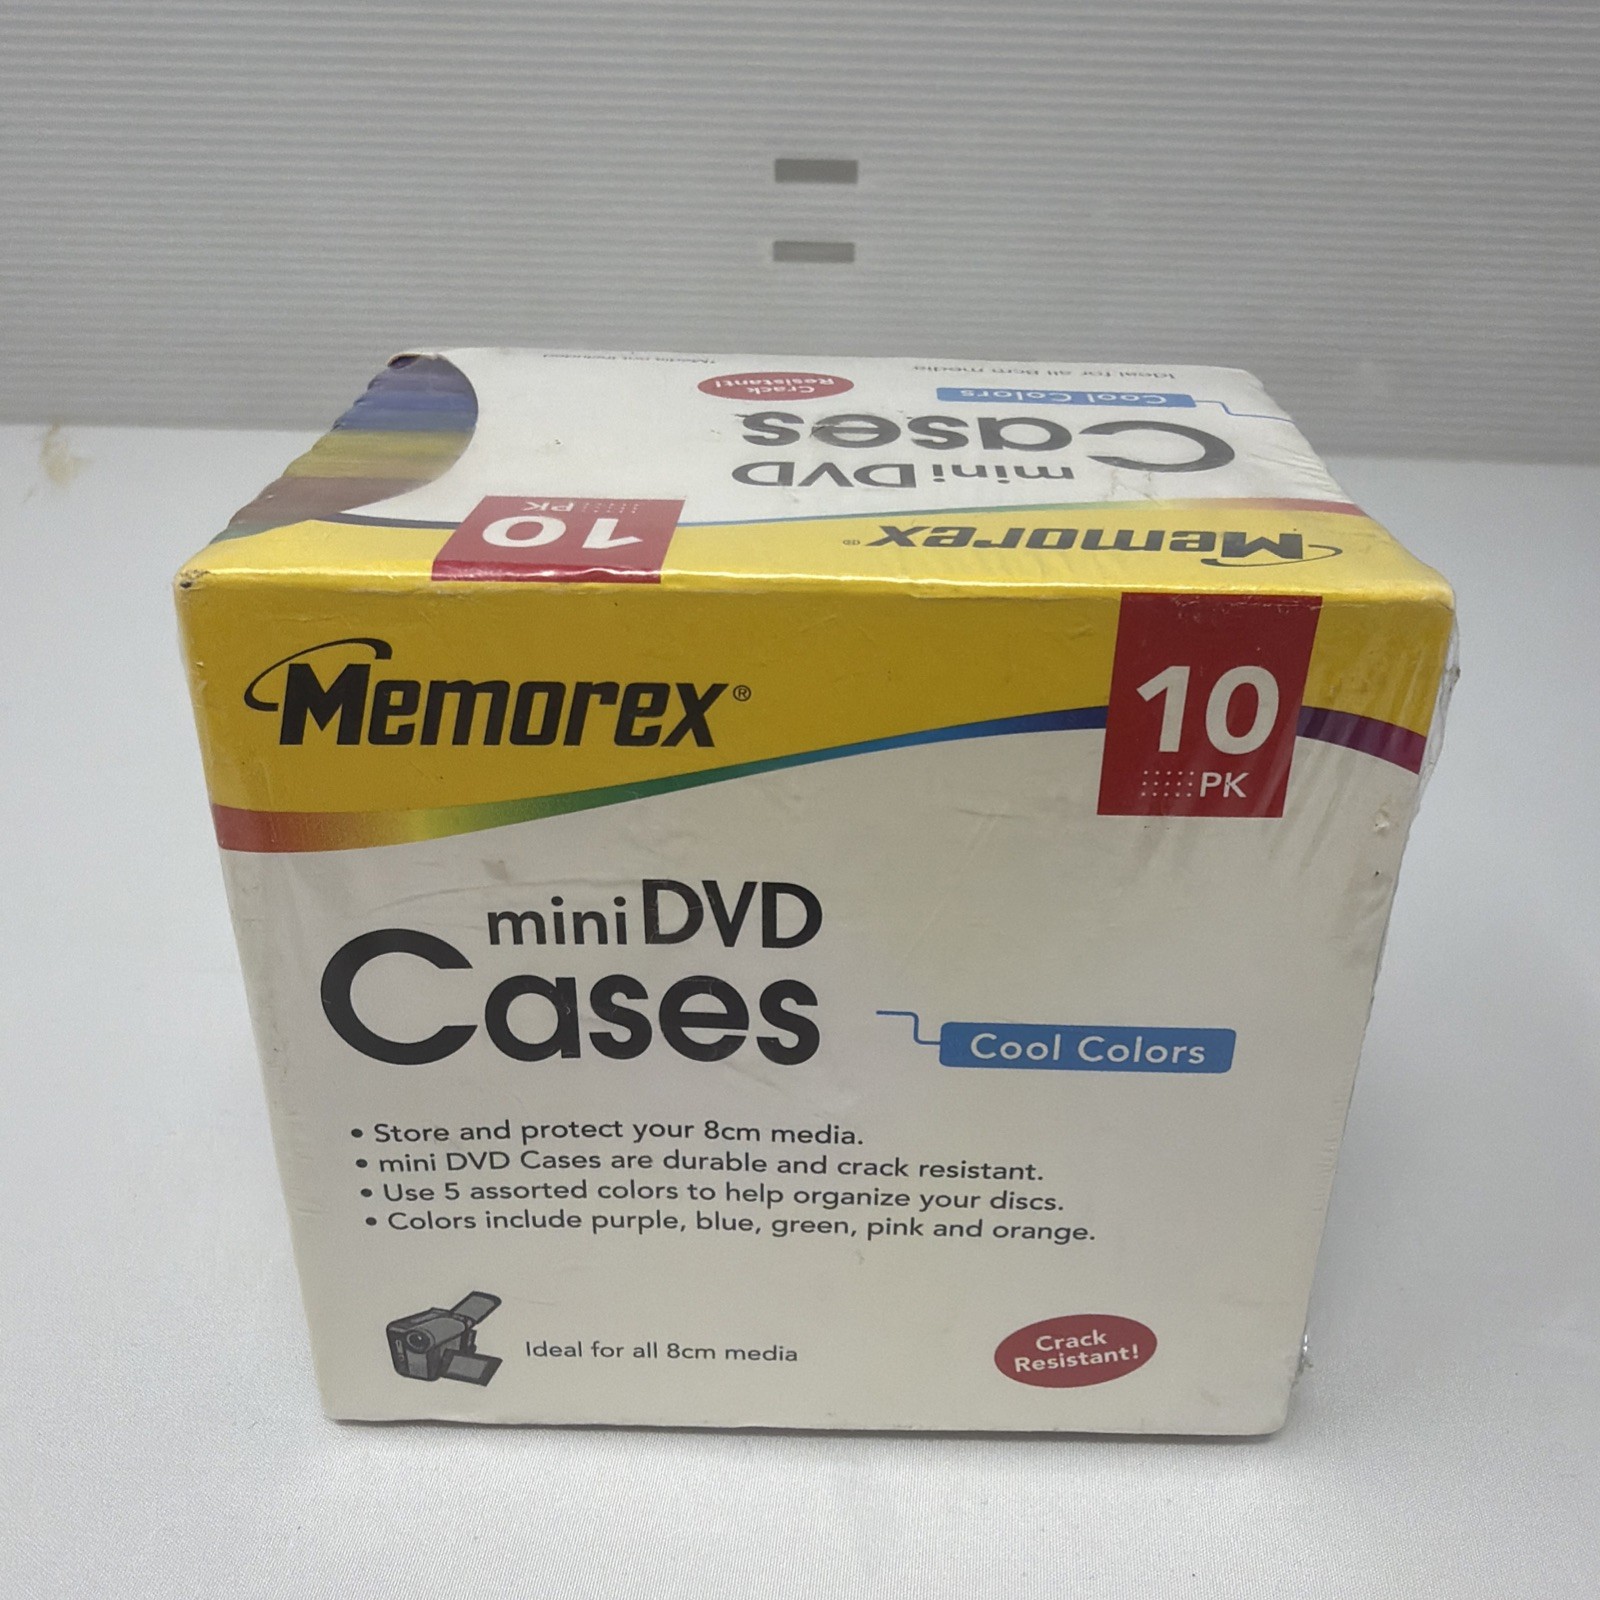 *Media not included
Ideal for all 8cm media
Crack
Resistant!
Cool Colors
mini DVD
Cases
10
PK
Memorex®
Memorex®
10
PK
mini DVD
Cases
Cool Colors
• Store and protect your 8cm media.
• mini DVD Cases are durable and crack resistant.
• Use 5 assorted colors to help organize your discs.
• Colors include purple, blue, green, pink and orange.
Ideal for all 8cm media
Crack
Resistant!